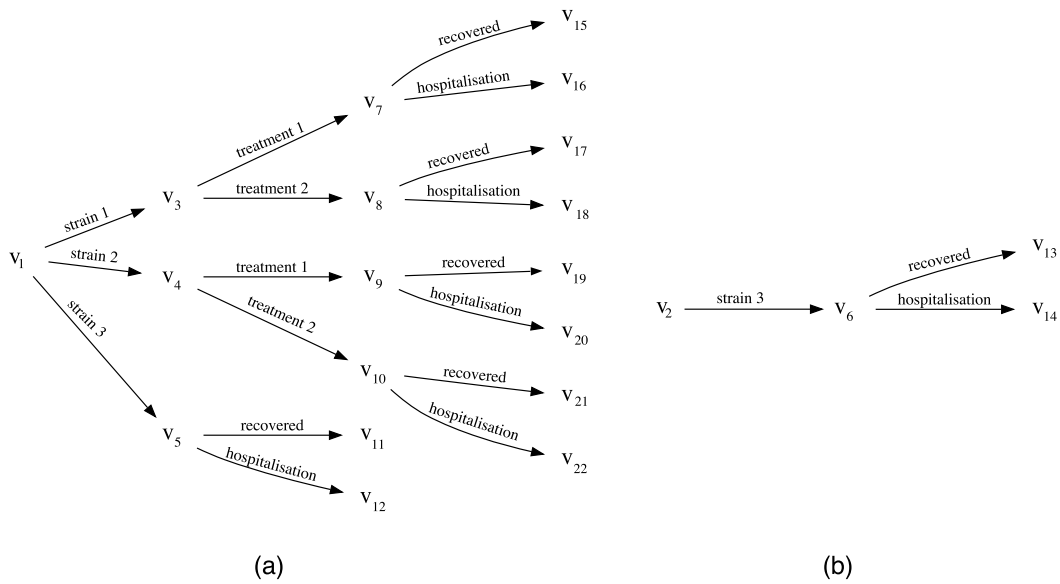 recovered v15
hospitalisation v16
v7
treatment 1
recovered v17
v3 treatment 2 v8 hospitalisation v18
strain 1
v1 strain 2
v4 treatment 1 v9 recovered v19
hospitalisation v20
treatment 2
v10 recovered v21
hospitalisation v22
strain 3
v5 recovered v11
hospitalisation v12
(a)
recovered v13
v2 strain 3 v6 hospitalisation v14
(b)